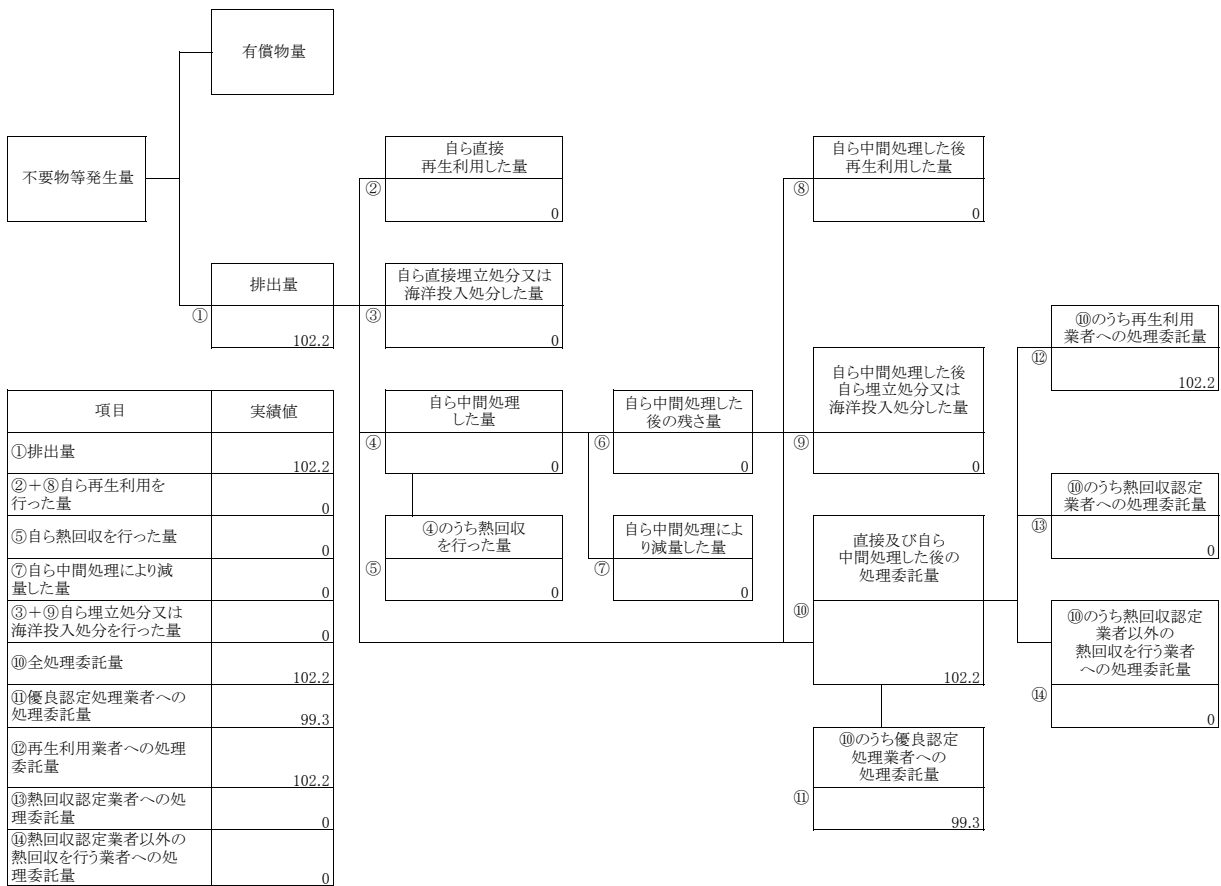 有償物量
不要物等発生量
排出量
①
102.2
自ら直接
再生利用した量
②
0
自ら直接埋立処分又は
海洋投入処分した量
③
0
自ら中間処理
した量
④
0
④のうち熱回収
を行った量
⑤
0
自ら中間処理した
後の残さ量
⑥
0
自ら中間処理によ
り減量した量
⑦
0
自ら中間処理した後
再生利用した量
⑧
0
自ら中間処理した後
自ら埋立処分又は
海洋投入処分した量
⑨
0
直接及び自ら
中間処理した後の
処理委託量
⑩
102.2
⑩のうち優良認定
処理業者への
処理委託量
⑪
99.3
⑩のうち再生利用
業者への処理委託量
⑫
102.2
⑩のうち熱回収認定
業者への処理委託量
⑬
0
⑩のうち熱回収認定
業者以外の
熱回収を行う業者
への処理委託量
⑭
0
項目 実績値
①排出量
102.2
②+⑧自ら再生利用を
行った量
0
⑤自ら熱回収を行った量
0
⑦自ら中間処理により減
量した量
0
③+⑨自ら埋立処分又は
海洋投入処分を行った量
0
⑩全処理委託量
102.2
⑪優良認定処理業者への
処理委託量
99.3
⑫再生利用業者への処理
委託量
102.2
⑬熱回収認定業者への処
理委託量
0
⑭熱回収認定業者以外の
熱回収を行う業者への処
理委託量
0